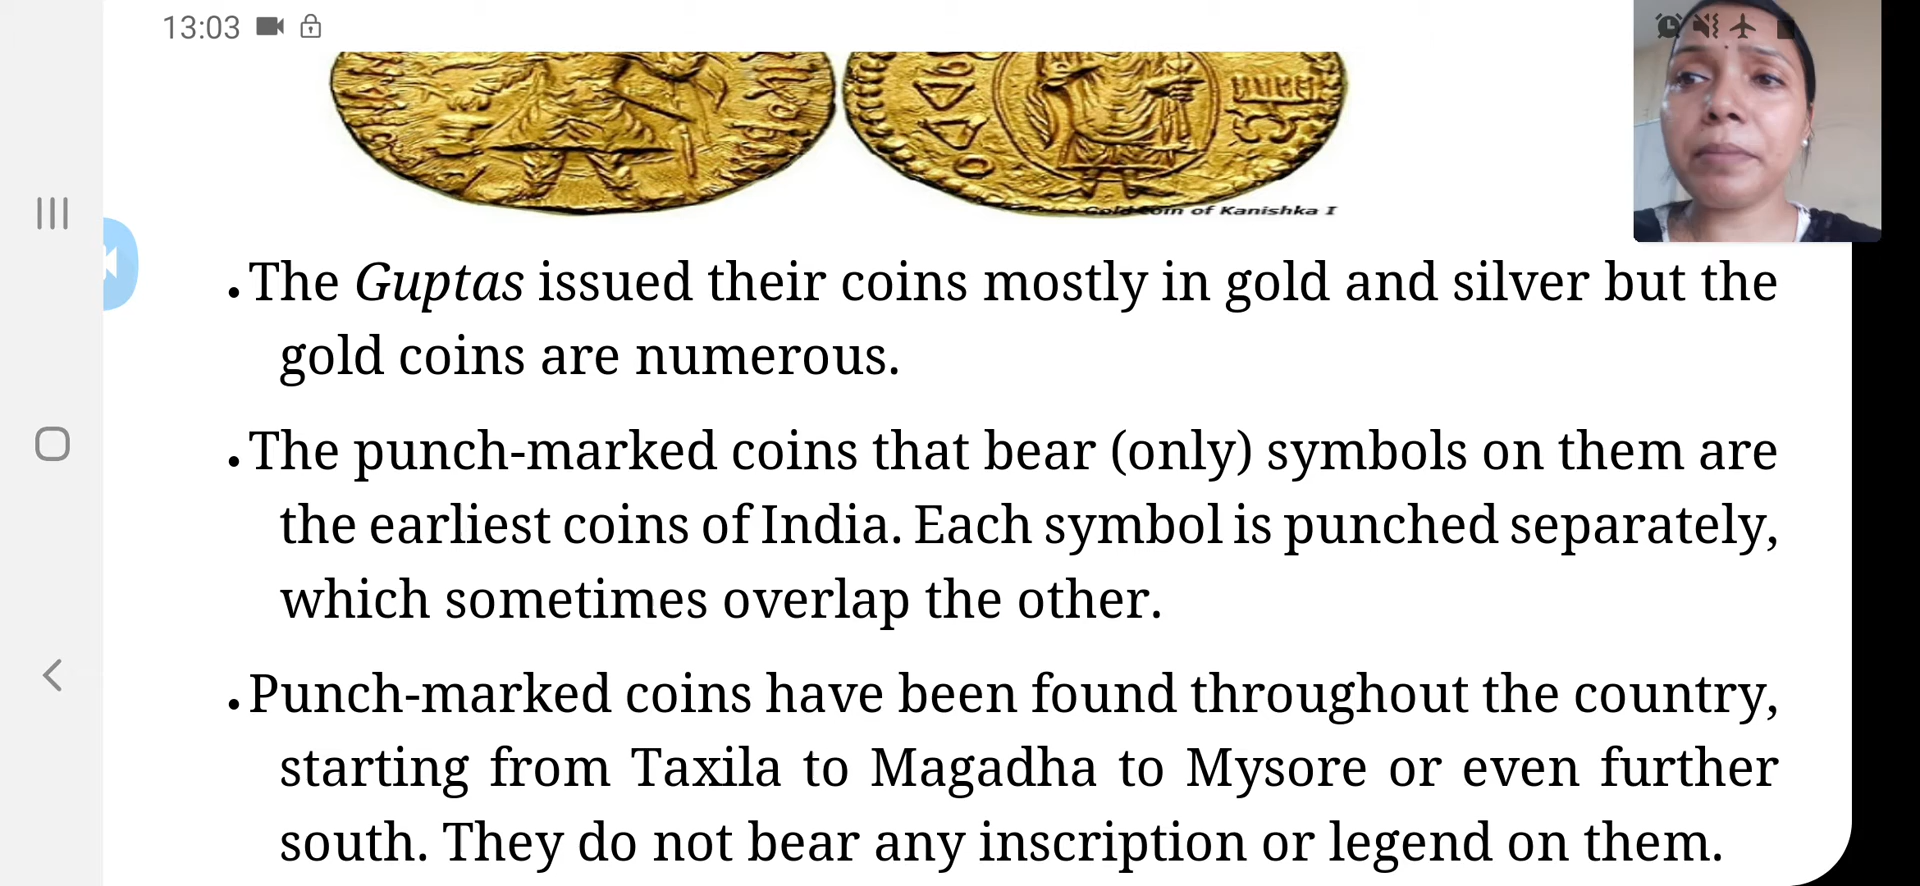 13:03
Gold coin of Kanishka I
• The Guptas issued their coins mostly in gold and silver but the
gold coins are numerous.
• The punch-marked coins that bear (only) symbols on them are
the earliest coins of India. Each symbol is punched separately,
which sometimes overlap the other.
• Punch-marked coins have been found throughout the country,
starting from Taxila to Magadha to Mysore or even further
south. They do not bear any inscription or legend on them.